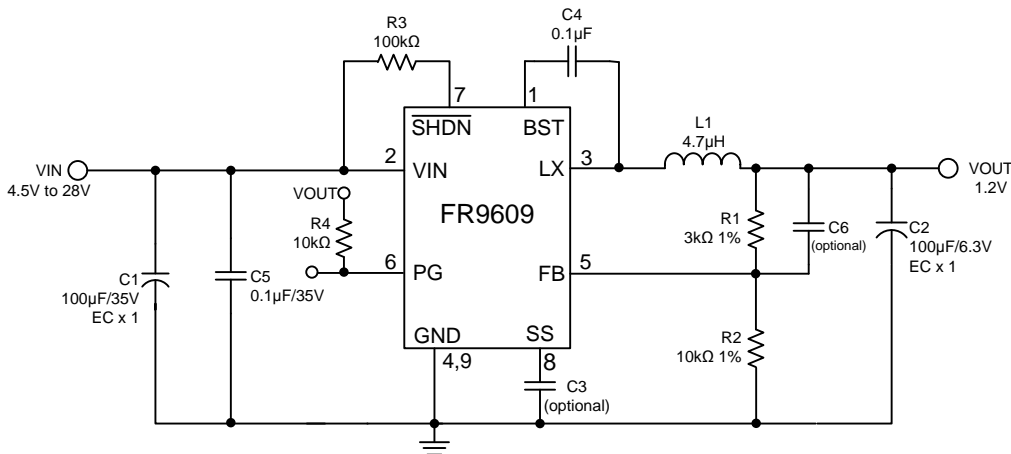 R3
100kΩ
C4
0.1µF
7
1
SHDN
BST
L1
4.7µH
VIN
4.5V to 28V
2
VIN
LX
3
VOUT
1.2V
VOUT
FR9609
R4
10kΩ
R1
3kΩ 1%
C6
(optional)
C2
100µF/6.3V
EC x 1
6
PG
FB
5
C1
100µF/35V
EC x 1
C5
0.1µF/35V
GND
SS
R2
10kΩ 1%
4,9
8
C3
(optional)